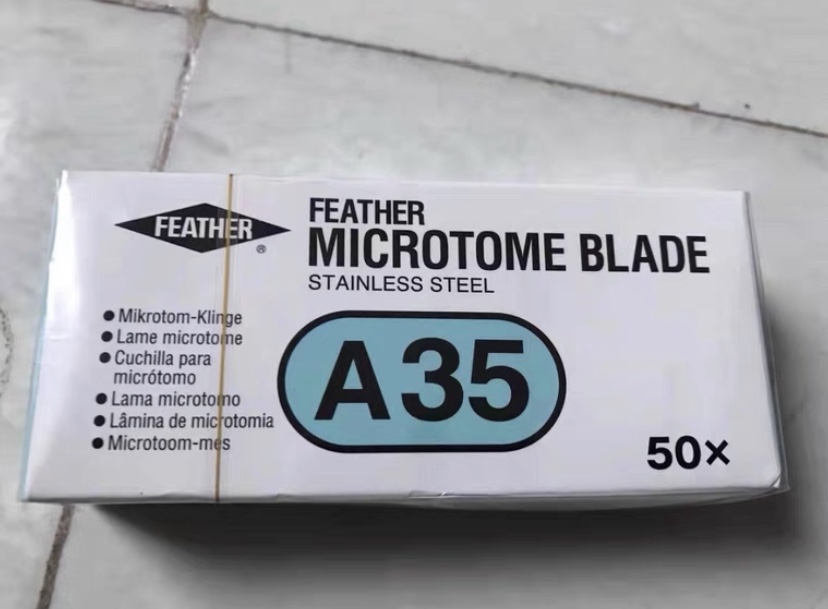 FEATHER
®
FEATHER
MICROTOME BLADE
STAINLESS STEEL
● Mikrotom-Klinge
● Lame microtome
● Cuchilla para
micrótomo
● Lama microtomo
● Lâmina de microtomia
● Microtoom-mes
A35
50×